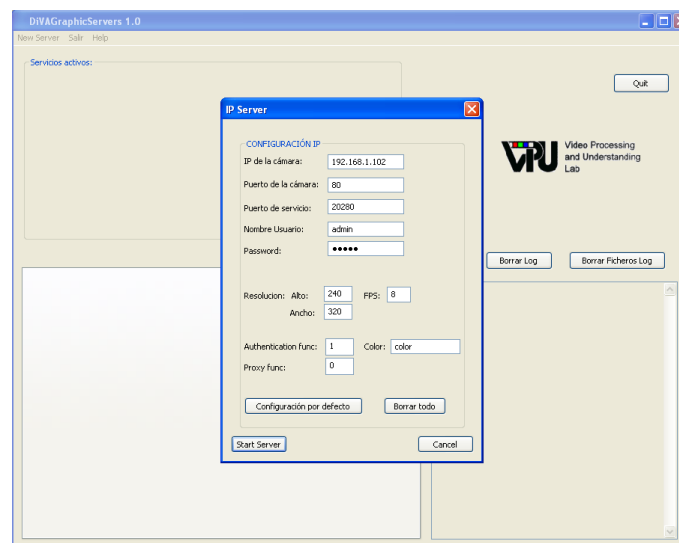 DiVAGraphicServers 1.0
New Server Salir Help
Servicios activos:
Quit
IP Server
CONFIGURACIÓN IP
IP de la cámara: 192.168.1.102
Puerto de la cámara: 80
Puerto de servicio: 20280
Nombre Usuario: admin
Password: •••••
Resolucion: Alto: 240 FPS: 8
Ancho: 320
Authentication func: 1 Color: color
Proxy func: 0
Configuración por defecto Borrar todo
Start Server Cancel
VPU Video Processing
and Understanding
Lab
Borrar Log Borrar Ficheros Log